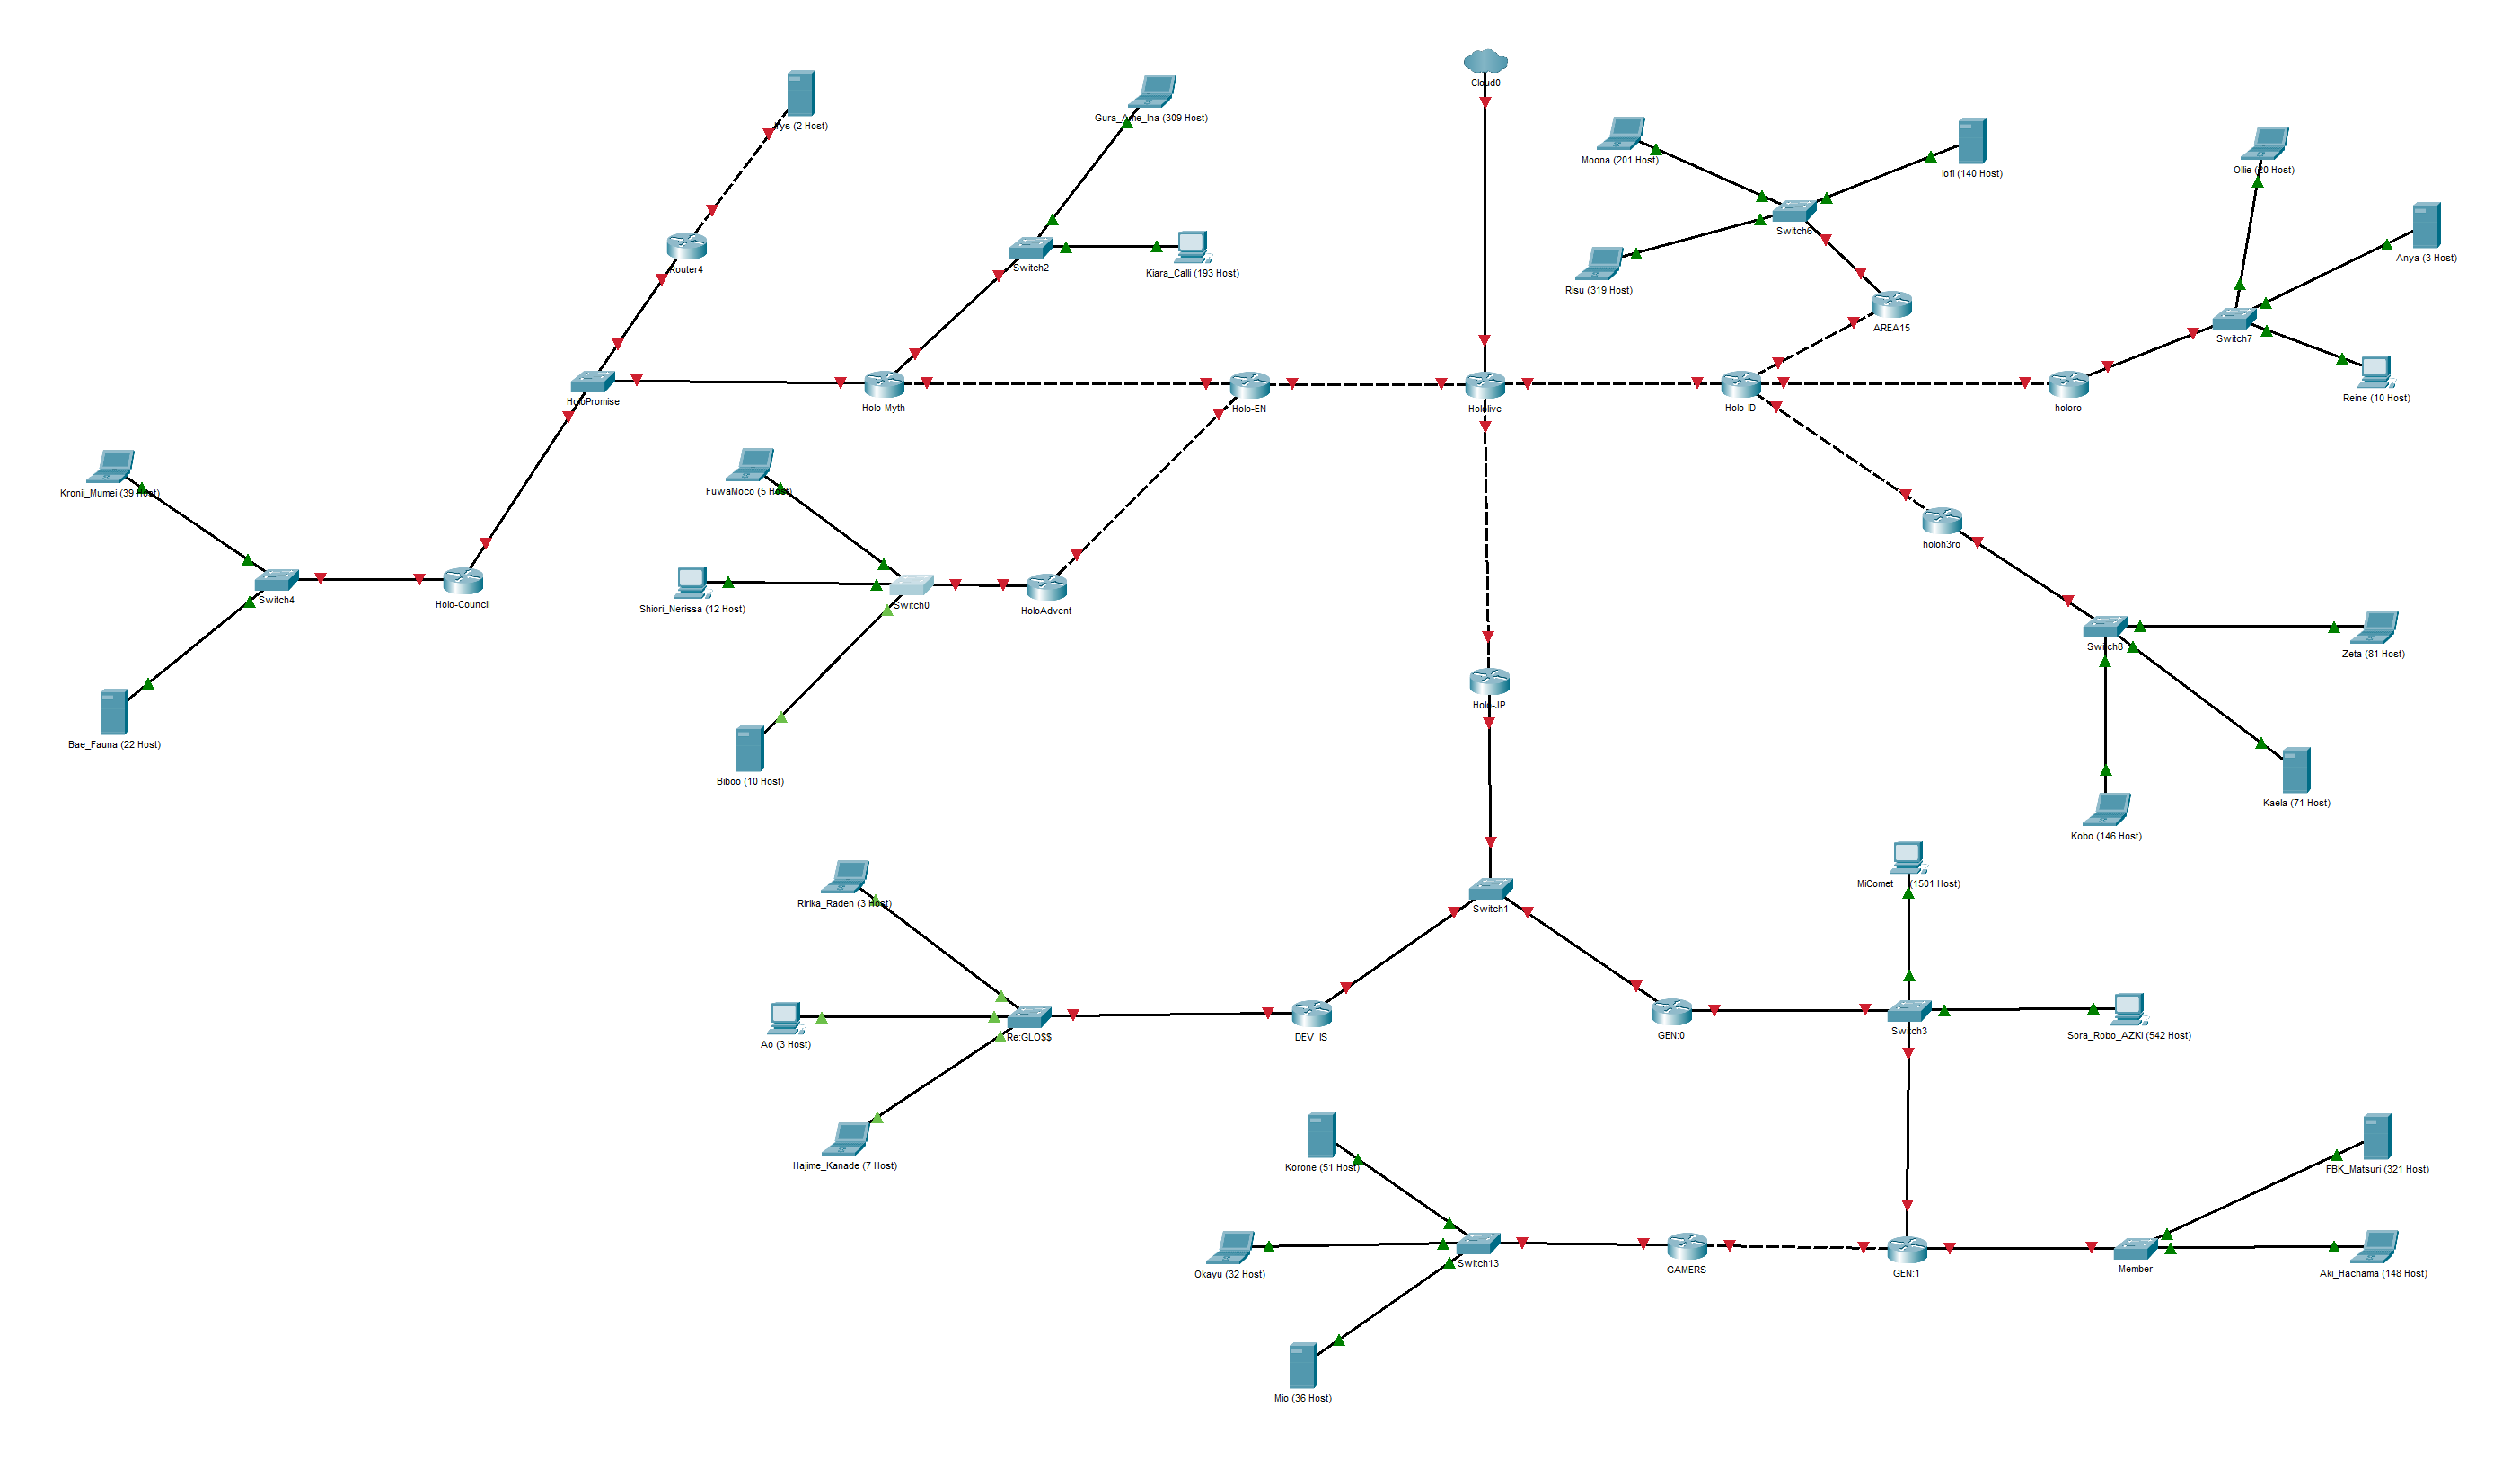 Cloud0
Irys (2 Host)
Gura_Ame_Ina (309 Host)
Moona (201 Host)
Iofi (140 Host)
Ollie (20 Host)
Switch6
Anya (3 Host)
Router4
Switch2
Kiara_Calli (193 Host)
Risu (319 Host)
AREA15
Switch7
HoloPromise
Holo-Myth
Holo-EN
Hololive
Holo-ID
holoro
Reine (10 Host)
Kronii_Mumei (39 Host)
FuwaMoco (5 Host)
holoh3ro
Switch4
Holo-Council
Shiori_Nerissa (12 Host)
Switch0
HoloAdvent
Switch8
Zeta (81 Host)
Holo-JP
Bae_Fauna (22 Host)
Biboo (10 Host)
Kaela (71 Host)
Kobo (146 Host)
MiComet (1501 Host)
Ririka_Raden (3 Host)
Switch1
Ao (3 Host)
Re:GLO$$
DEV_IS
GEN:0
Switch3
Sora_Robo_AZKi (542 Host)
Hajime_Kanade (7 Host)
Korone (51 Host)
FBK_Matsuri (321 Host)
Okayu (32 Host)
Switch13
GAMERS
GEN:1
Member
Aki_Hachama (148 Host)
Mio (36 Host)